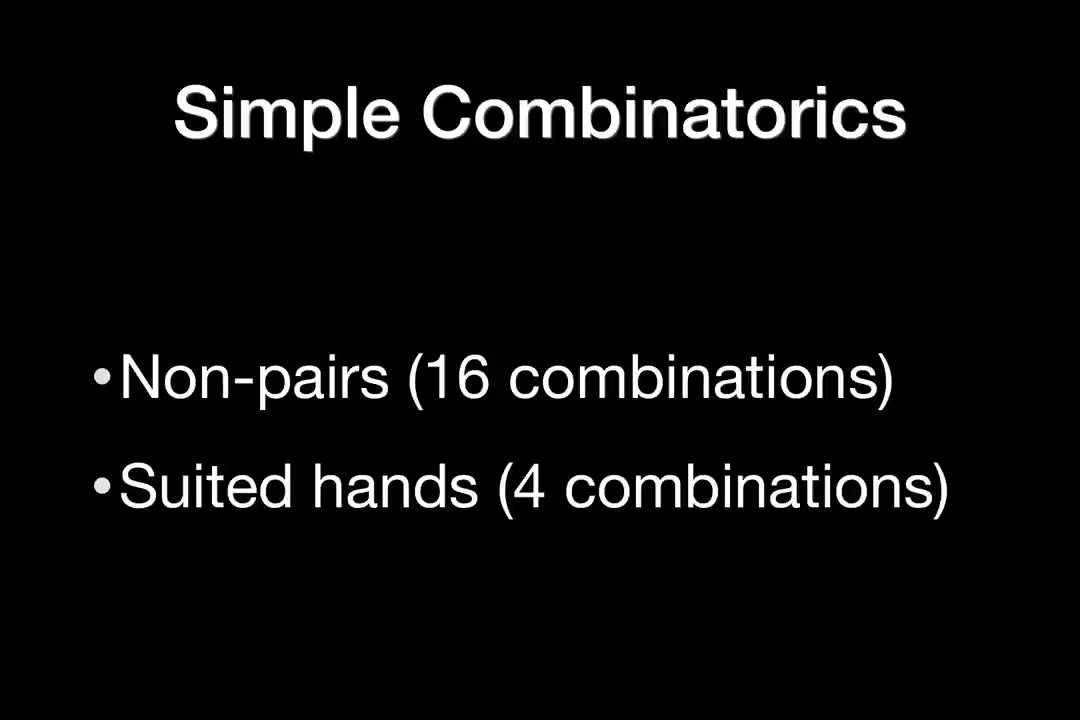 Simple Combinatorics
•Non-pairs (16 combinations)
•Suited hands (4 combinations)